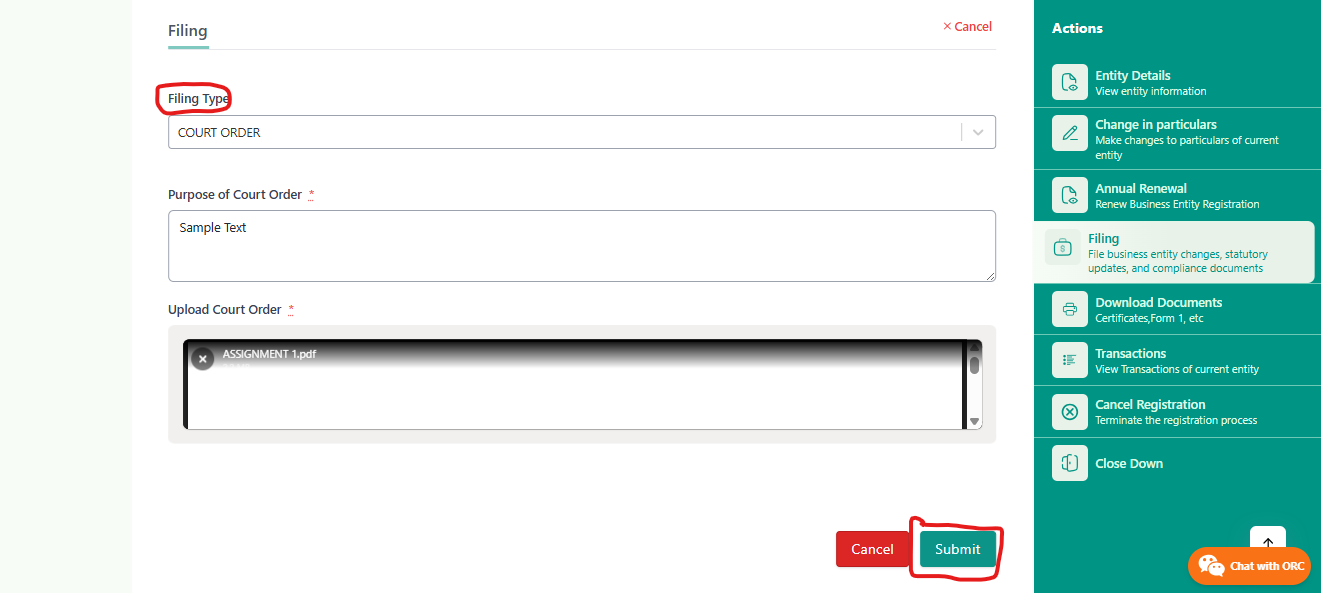 Filing
× Cancel
Filing Type
COURT ORDER
Purpose of Court Order *
Sample Text
Upload Court Order *
ASSIGNMENT 1.pdf
Cancel
Submit
Actions
Entity Details
View entity information
Change in particulars
Make changes to particulars of current
entity
Annual Renewal
Renew Business Entity Registration
Filing
File business entity changes, statutory
updates, and compliance documents
Download Documents
Certificates,Form 1, etc
Transactions
View Transactions of current entity
Cancel Registration
Terminate the registration process
Close Down
Chat with ORC